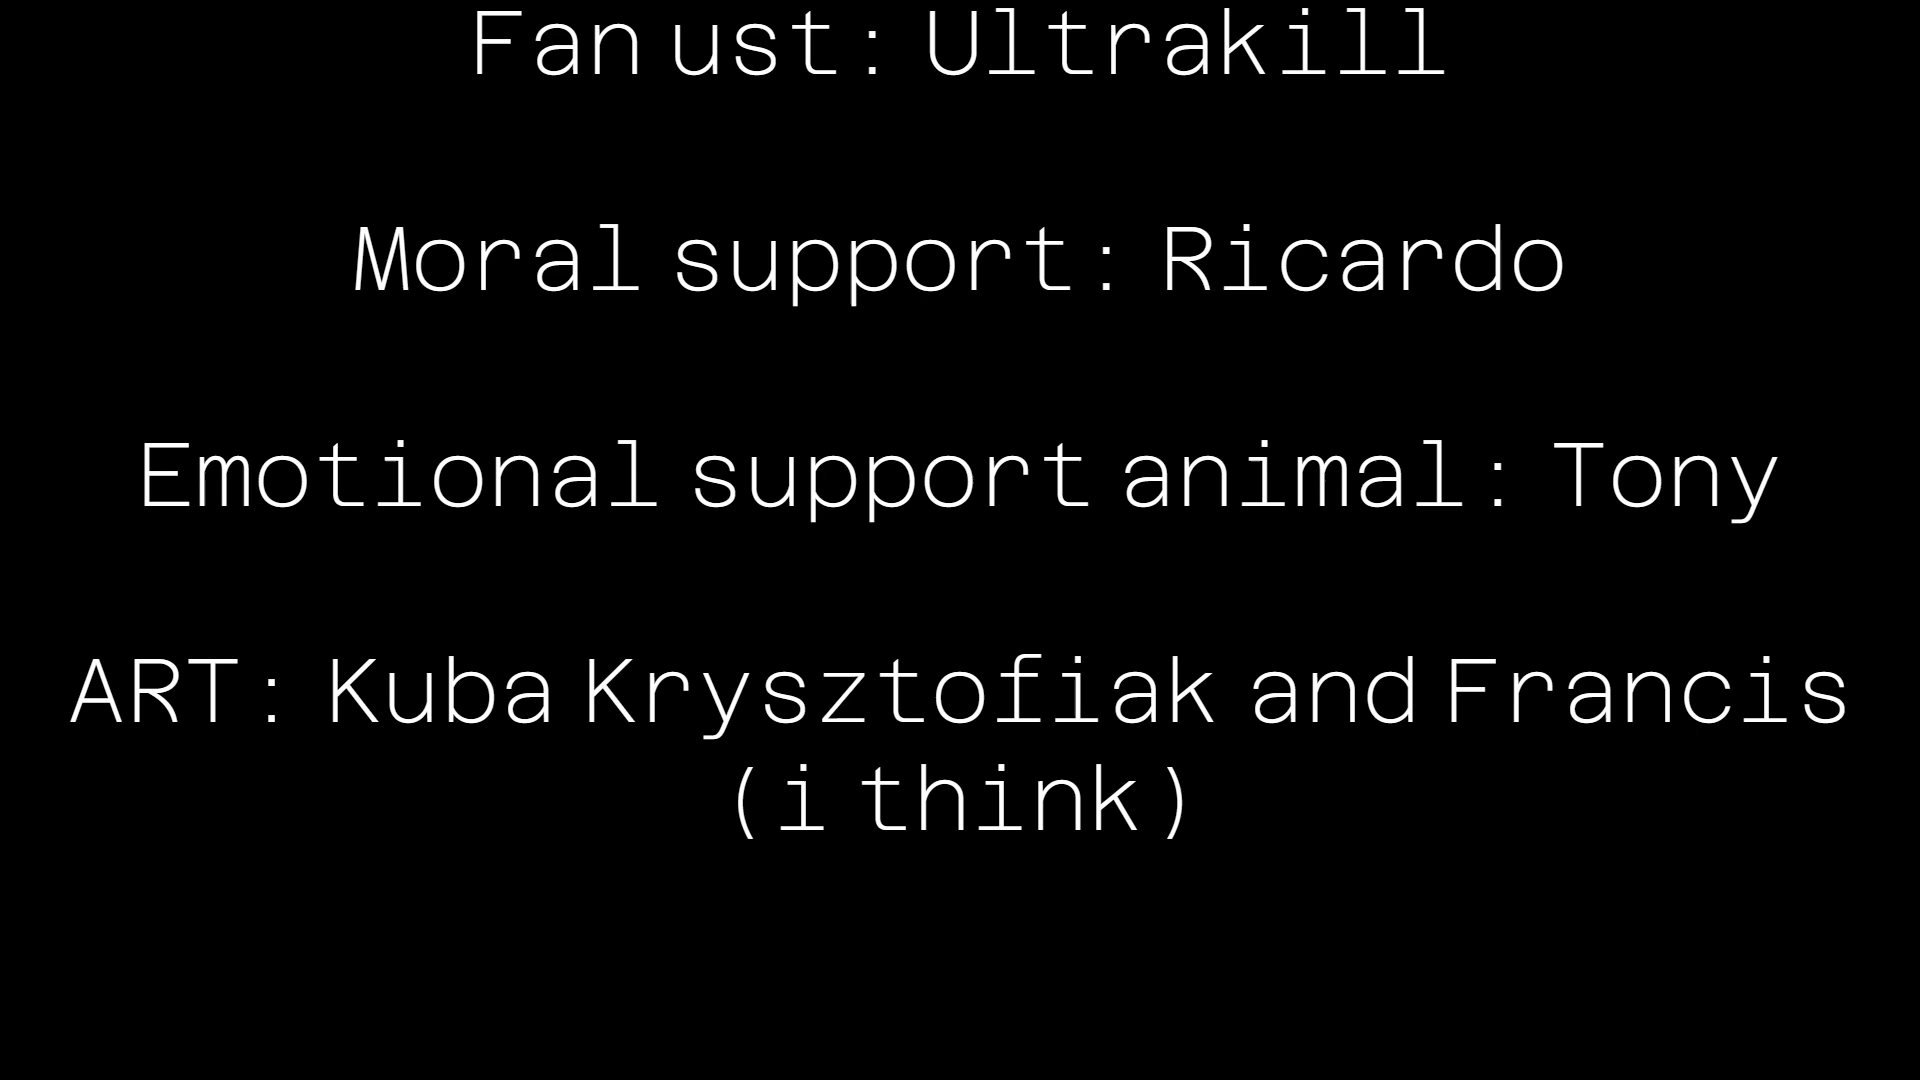 Fan ust: Ultrakill
Moral support: Ricardo
Emotional support animal: Tony
ART: Kuba Krysztofiak and Francis
(i think)